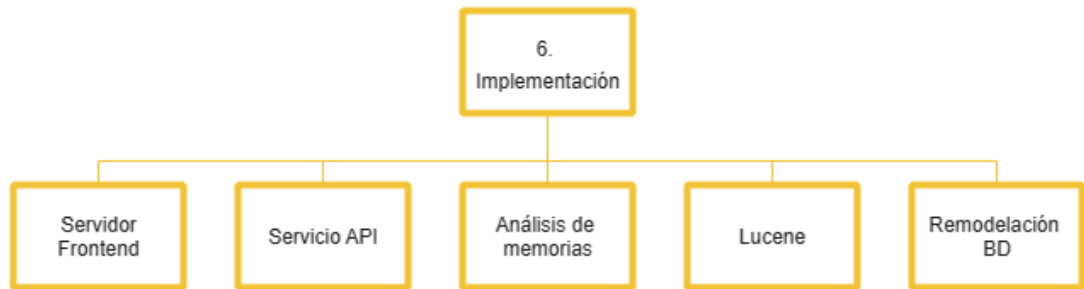 6.
Implementación
Servidor
Frontend
Servicio API
Análisis de
memorias
Lucene
Remodelación
BD